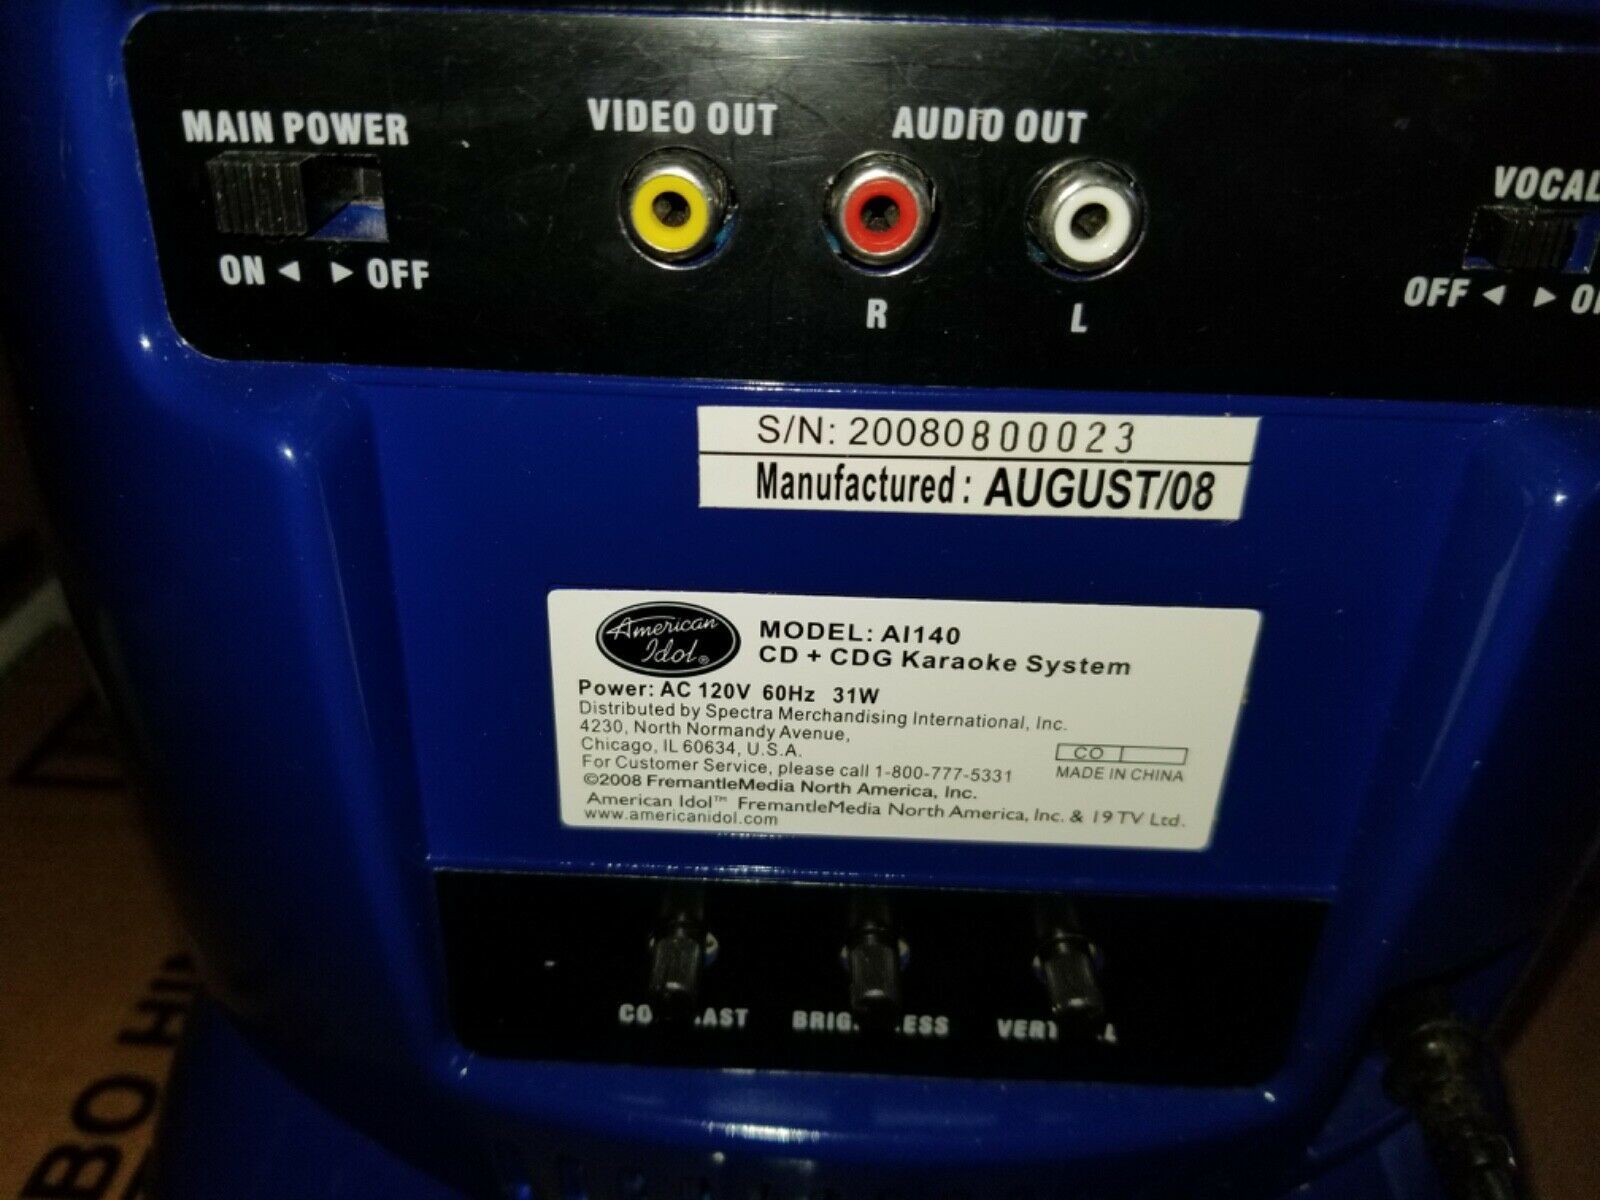 MAIN POWER
ON ◄ ► OFF
VIDEO OUT
AUDIO OUT
R L
VOCAL
OFF ◄ ►
S/N: 20080800023
Manufactured : AUGUST/08
American Idol®
MODEL: AI140
CD + CDG Karaoke System
Power: AC 120V 60Hz 31W
Distributed by Spectra Merchandising International, Inc.
4230, North Normandy Avenue,
Chicago, IL 60634, U.S.A.
For Customer Service, please call 1-800-777-5331
©2008 FremantleMedia North America, Inc.
American Idol™ FremantleMedia North America, Inc. & 19 TV Ltd.
www.americanidol.com
CO
MADE IN CHINA
BO